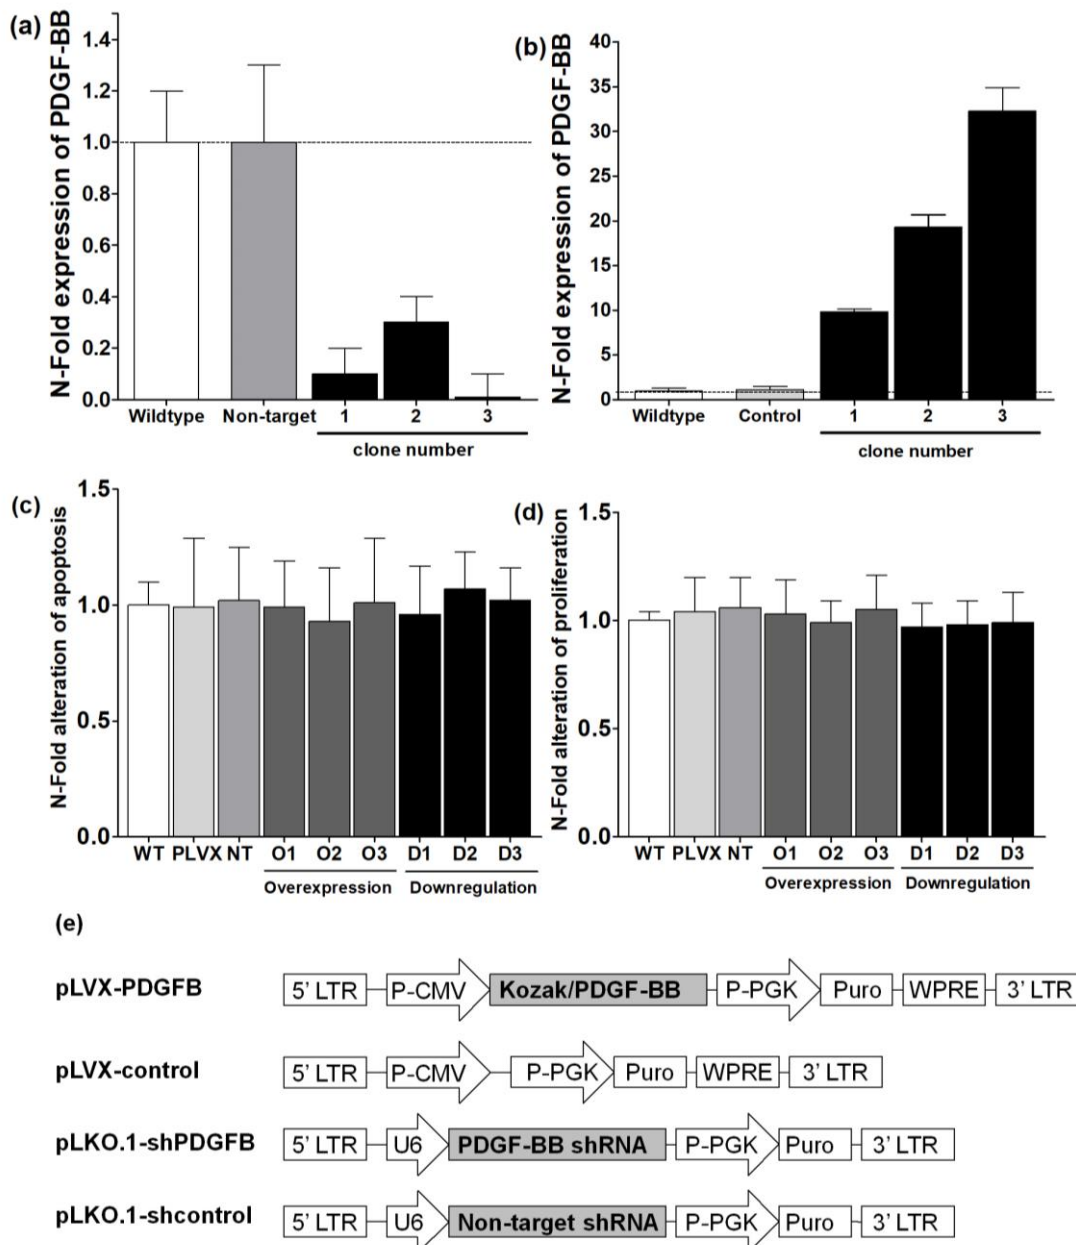 (a)
N-Fold expression of PDGF-BB
1.4
1.2
1.0
0.8
0.6
0.4
0.2
0.0
Wildtype Non-target 1 2 3
clone number
(b)
N-Fold expression of PDGF-BB
40
35
30
25
20
15
10
5
0
Wildtype Control 1 2 3
clone number
(c)
N-Fold alteration of apoptosis
1.5
1.0
0.5
0.0
WT PLVX NT O1 O2 O3 D1 D2 D3
Overexpression Downregulation
(d)
N-Fold alteration of proliferation
1.5
1.0
0.5
0.0
WT PLVX NT O1 O2 O3 D1 D2 D3
Overexpression Downregulation
(e)
pLVX-PDGFB 5' LTR P-CMV Kozak/PDGF-BB P-PGK Puro WPRE 3' LTR
pLVX-control 5' LTR P-CMV P-PGK Puro WPRE 3' LTR
pLKO.1-shPDGFB 5' LTR U6 PDGF-BB shRNA P-PGK Puro 3' LTR
pLKO.1-shcontrol 5' LTR U6 Non-target shRNA P-PGK Puro 3' LTR